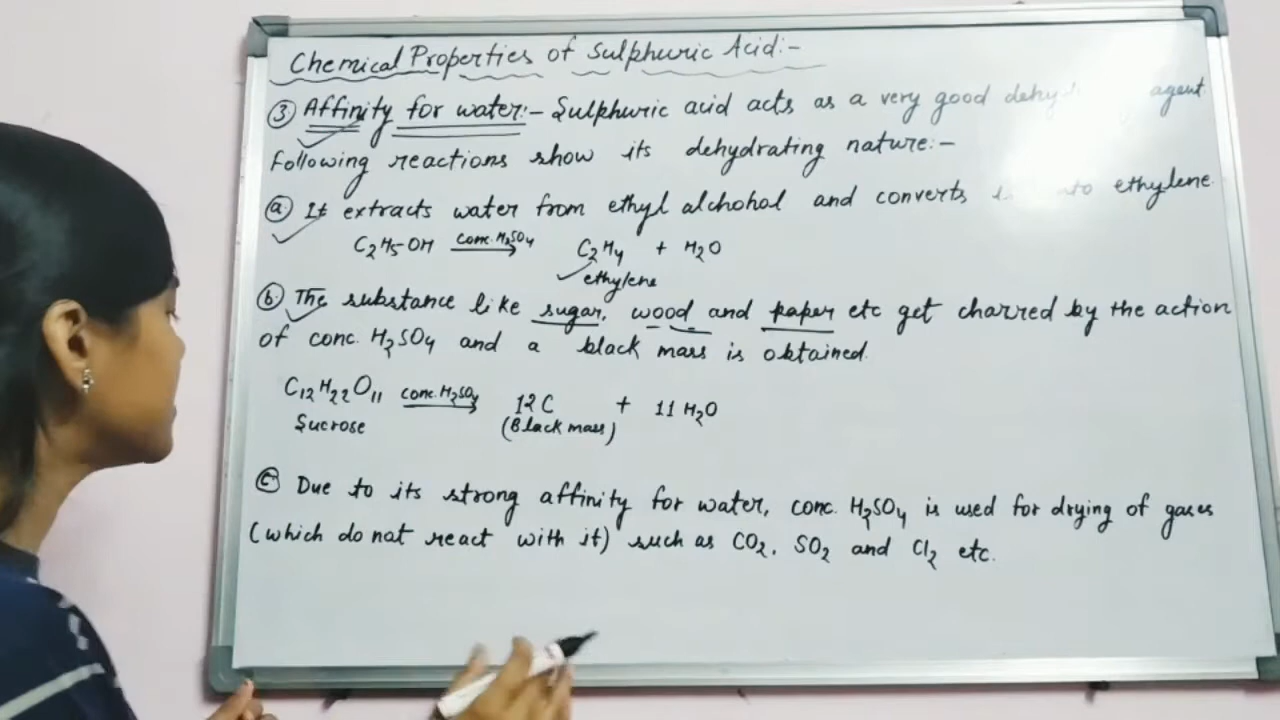 Chemical Properties of Sulphuric Acid:-
③ Affinity for water:- Sulphuric acid acts as a very good agent
following reactions show its dehydrating nature:-
ⓐ It extracts water from ethyl alchohol and converts ethylene
C₂H₅-OH conc. H₂SO₄ → C₂H₄ + H₂O
ethylene
ⓑ The substance like sugar, wood and paper etc get charred by the action
of conc. H₂SO₄ and a black mass is obtained.
C₁₂H₂₂O₁₁ conc. H₂SO₄ → 12C + 11 H₂O
Sucrose (Black mass)
ⓒ Due to its strong affinity for water, conc. H₂SO₄ is used for drying of gases
(which do not react with it) such as CO₂, SO₂ and Cl₂ etc.